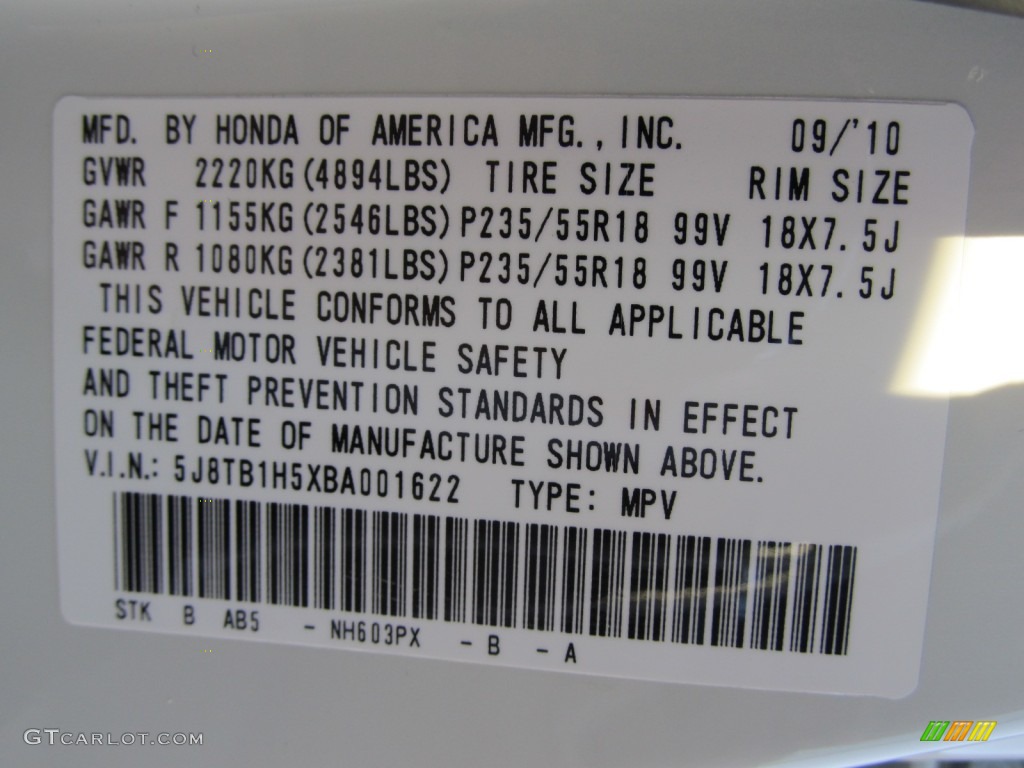 MFD. BY HONDA OF AMERICA MFG., INC. 09/'10
GVWR 2220KG (4894LBS) TIRE SIZE RIM SIZE
GAWR F 1155KG (2546LBS) P235/55R18 99V 18X7.5J
GAWR R 1080KG (2381LBS) P235/55R18 99V 18X7.5J
THIS VEHICLE CONFORMS TO ALL APPLICABLE
FEDERAL MOTOR VEHICLE SAFETY
AND THEFT PREVENTION STANDARDS IN EFFECT
ON THE DATE OF MANUFACTURE SHOWN ABOVE.
V.I.N.: 5J8TB1H5XBA001622 TYPE: MPV
STK B AB5 - NH603PX - B - A
GTCARLOT.COM